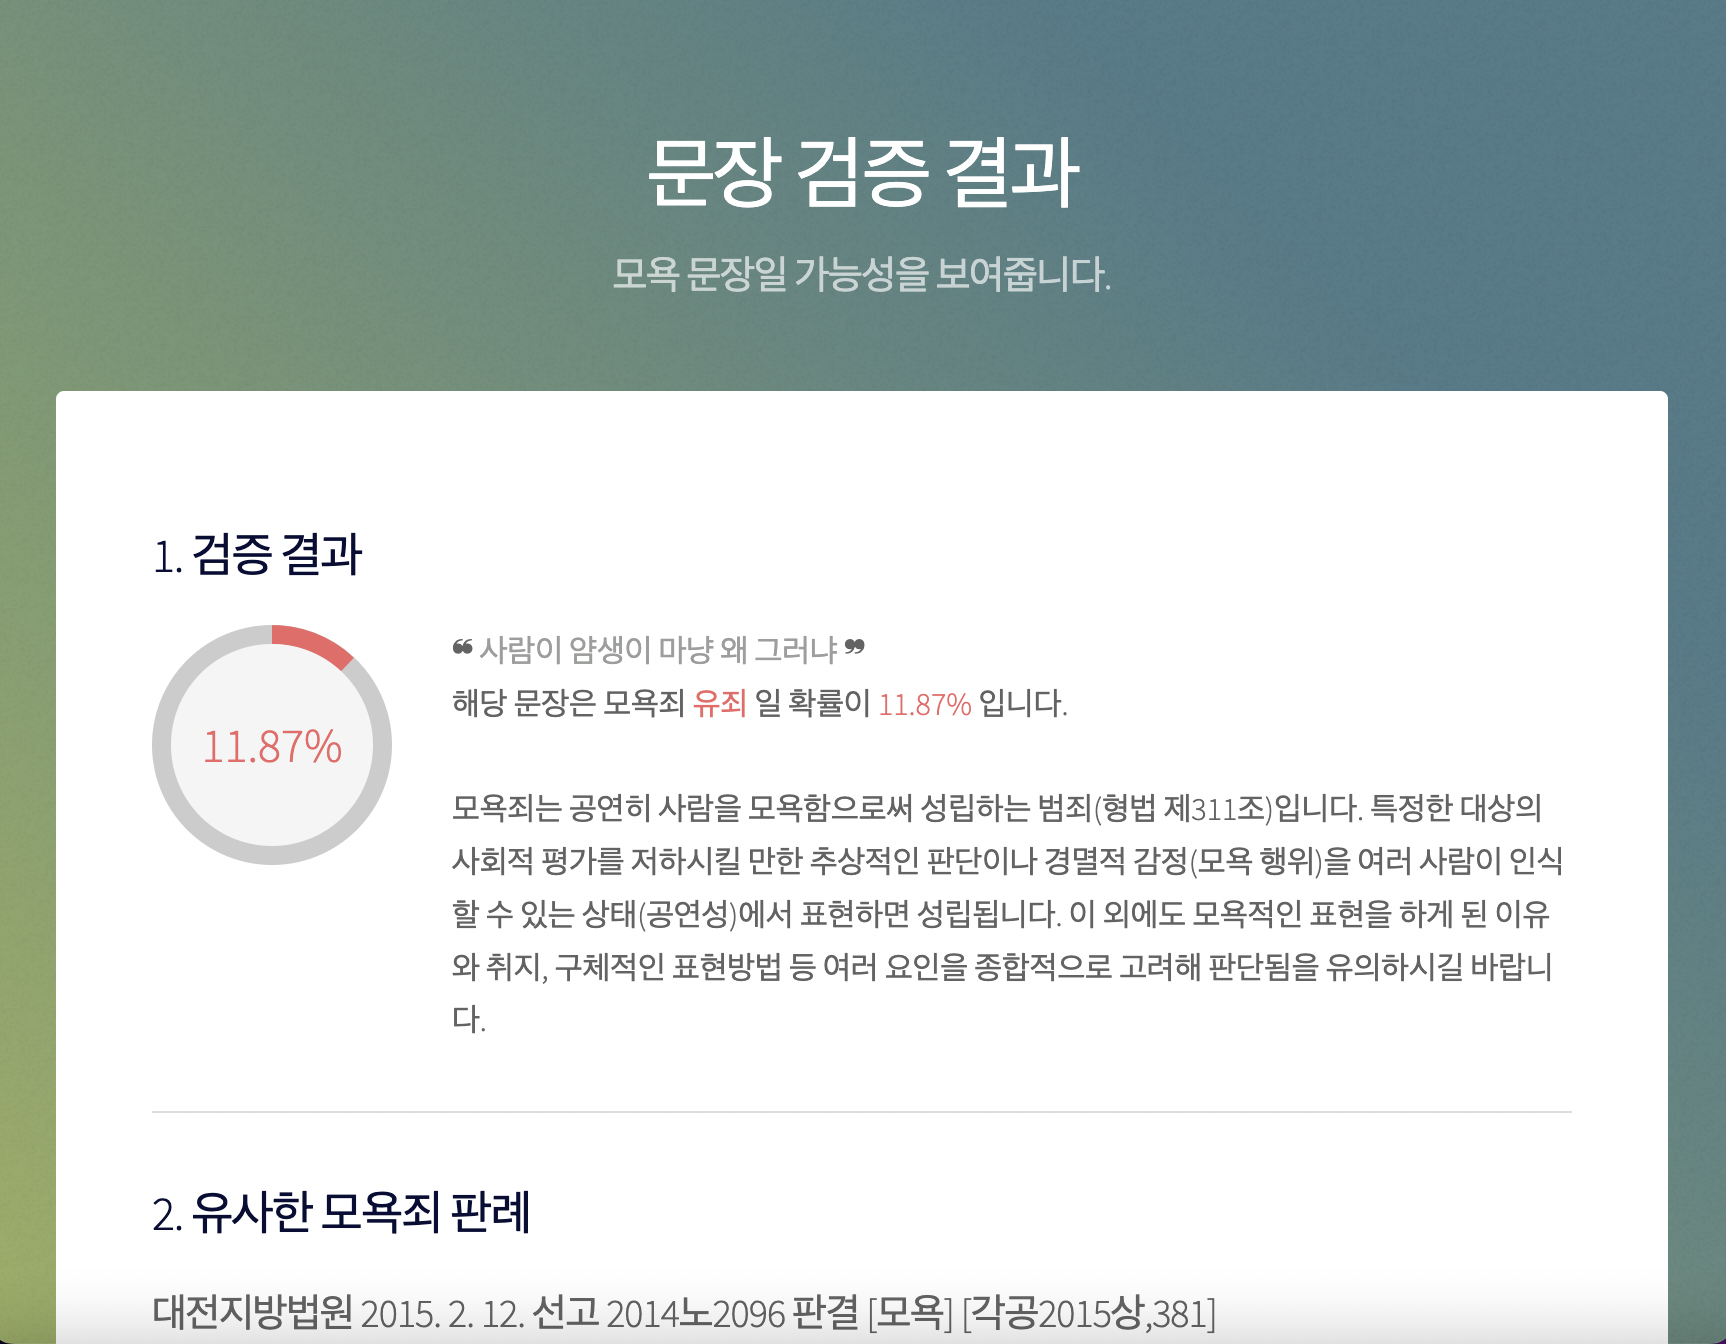 문장 검증 결과
모욕 문장일 가능성을 보여줍니다.
1. 검증 결과
11.87%
❝ 사람이 얌생이 마냥 왜 그러냐 ❞
해당 문장은 모욕죄 유죄 일 확률이 11.87% 입니다.
모욕죄는 공연히 사람을 모욕함으로써 성립하는 범죄(형법 제311조)입니다. 특정한 대상의
사회적 평가를 저하시킬 만한 추상적인 판단이나 경멸적 감정(모욕 행위)을 여러 사람이 인식
할 수 있는 상태(공연성)에서 표현하면 성립됩니다. 이 외에도 모욕적인 표현을 하게 된 이유
와 취지, 구체적인 표현방법 등 여러 요인을 종합적으로 고려해 판단됨을 유의하시길 바랍니
다.
2. 유사한 모욕죄 판례
대전지방법원 2015. 2. 12. 선고 2014노2096 판결 [모욕] [각공2015상,381]